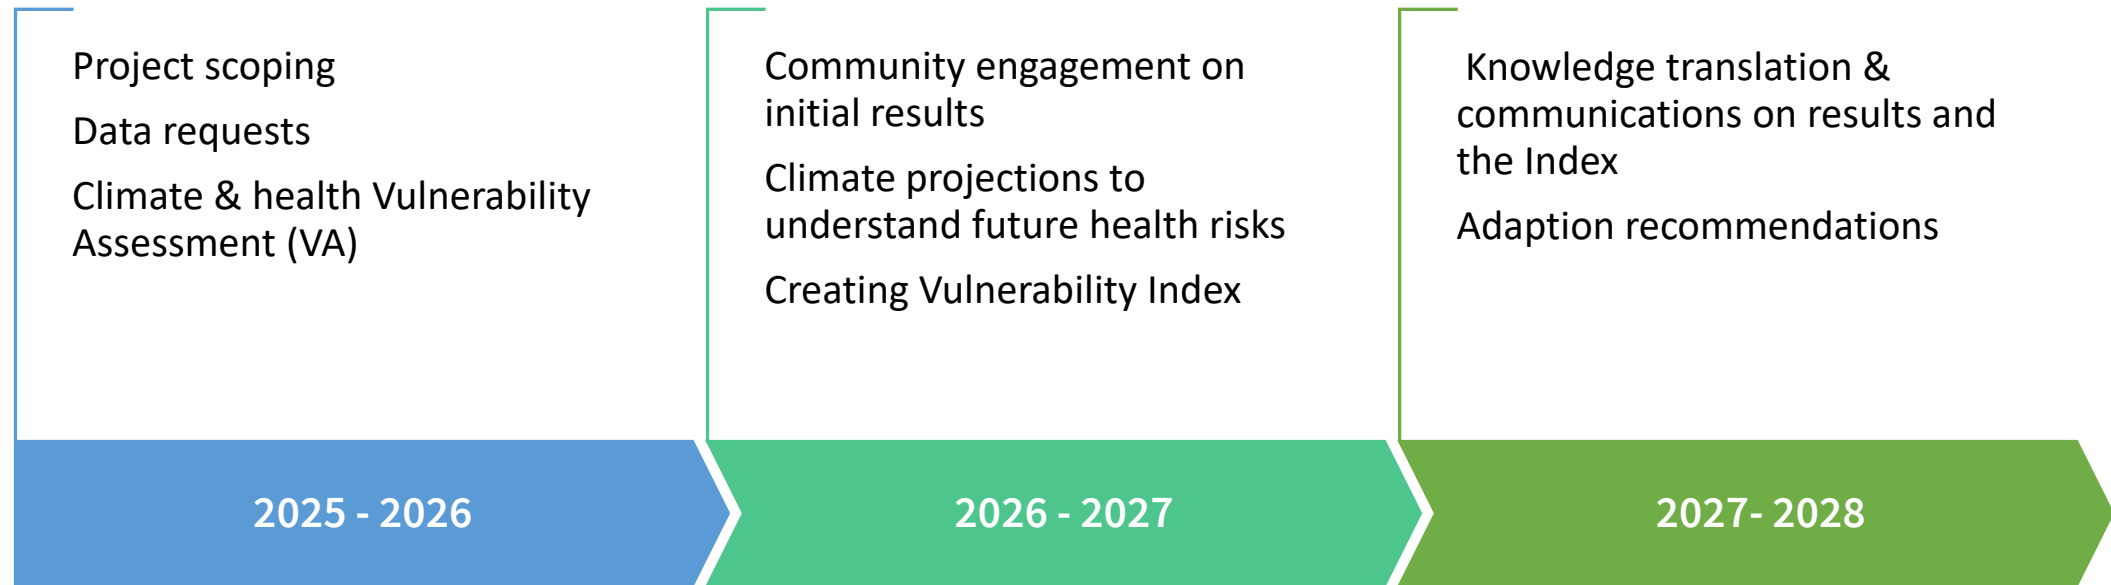 Project scoping
Data requests
Climate & health Vulnerability
Assessment (VA)
2025 - 2026
Community engagement on
initial results
Climate projections to
understand future health risks
Creating Vulnerability Index
2026 - 2027
Knowledge translation &
communications on results and
the Index
Adaption recommendations
2027- 2028